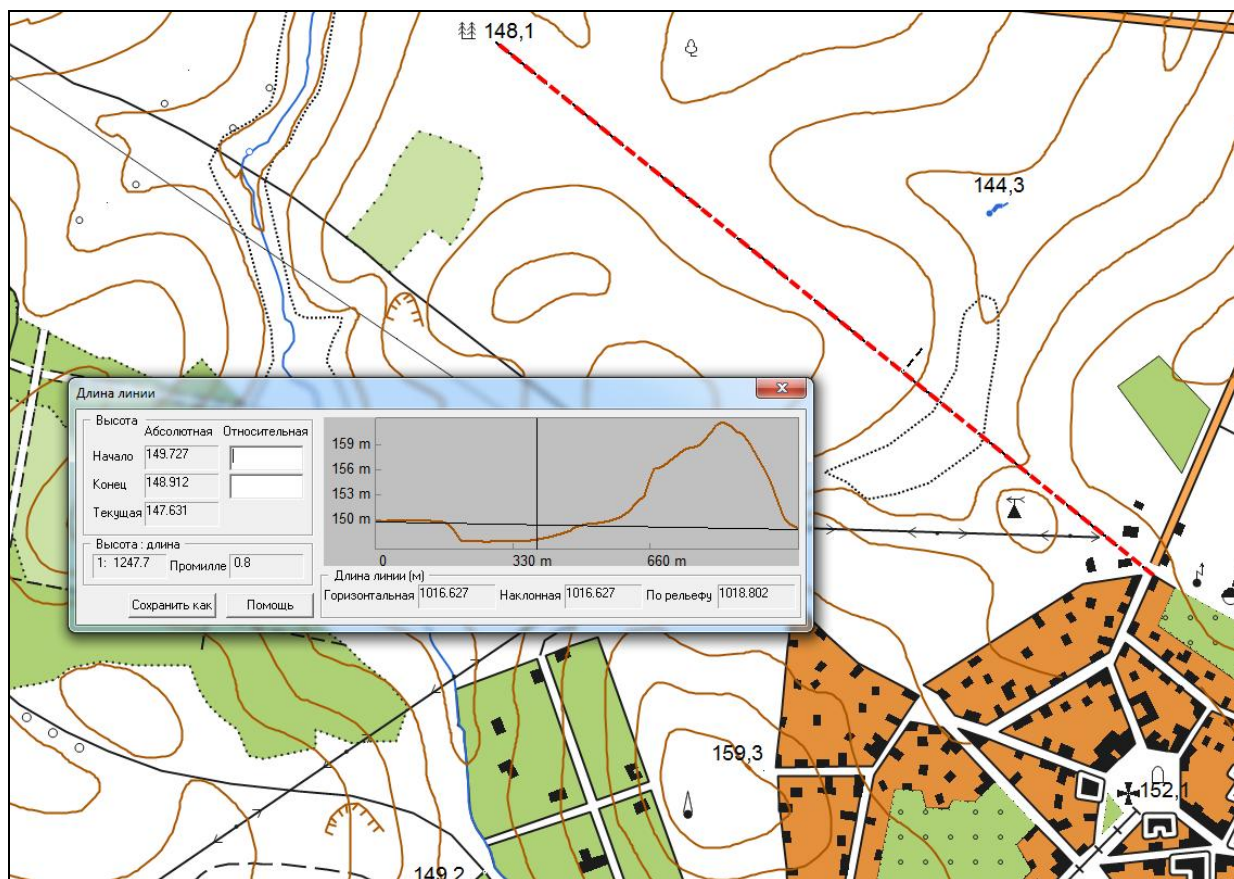 148,1
144,3
Длина линии
Высота
Абсолютная Относительная
Начало 149.727
Конец 148.912
Текущая 147.631
Высота : длина
1: 1247.7 Промилле 0.8
Сохранить как Помощь
159 m
156 m
153 m
150 m
0 330 m 660 m
Длина линии (м)
Горизонтальная 1016.627 Наклонная 1016.627 По рельефу 1018.802
159,3
152,1
149,2